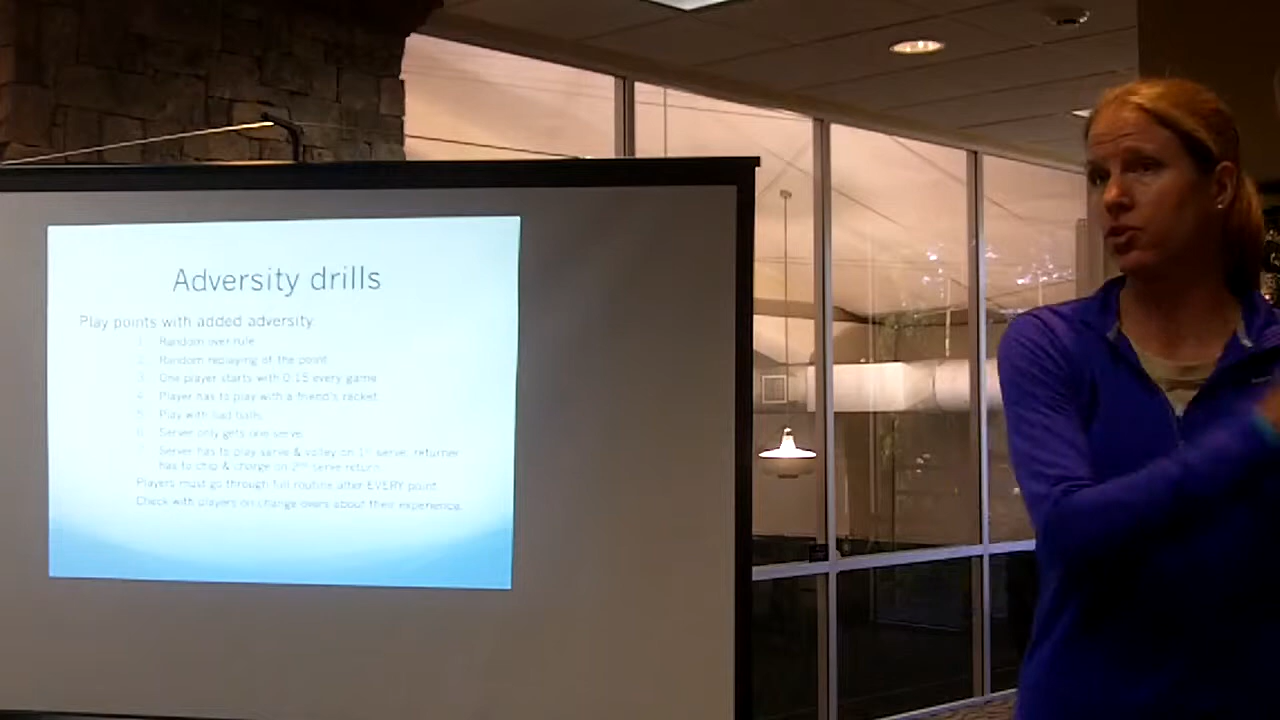 Adversity drills
Play points with added adversity
1. Random over rule
2. Random replaying of the point
3. One player starts with 0-15 every game
4. Player has to play with a friend's racket
5. Play with bad balls
6. Server only gets one serve
Server has to play serve & volley on 1st serve, returner
has to chip & charge on 2nd serve return
Players must go through full routine after EVERY point
Check with players on change overs about their experience.